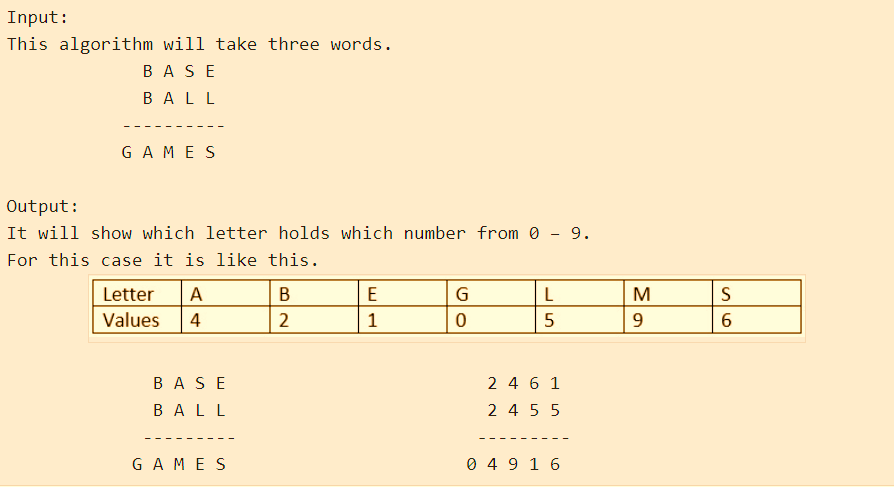 Input:
This algorithm will take three words.
B A S E
B A L L
----------
G A M E S
Output:
It will show which letter holds which number from 0 – 9.
For this case it is like this.
Letter A B E G L M S
Values 4 2 1 0 5 9 6
B A S E 2 4 6 1
B A L L 2 4 5 5
--------- ---------
G A M E S 0 4 9 1 6